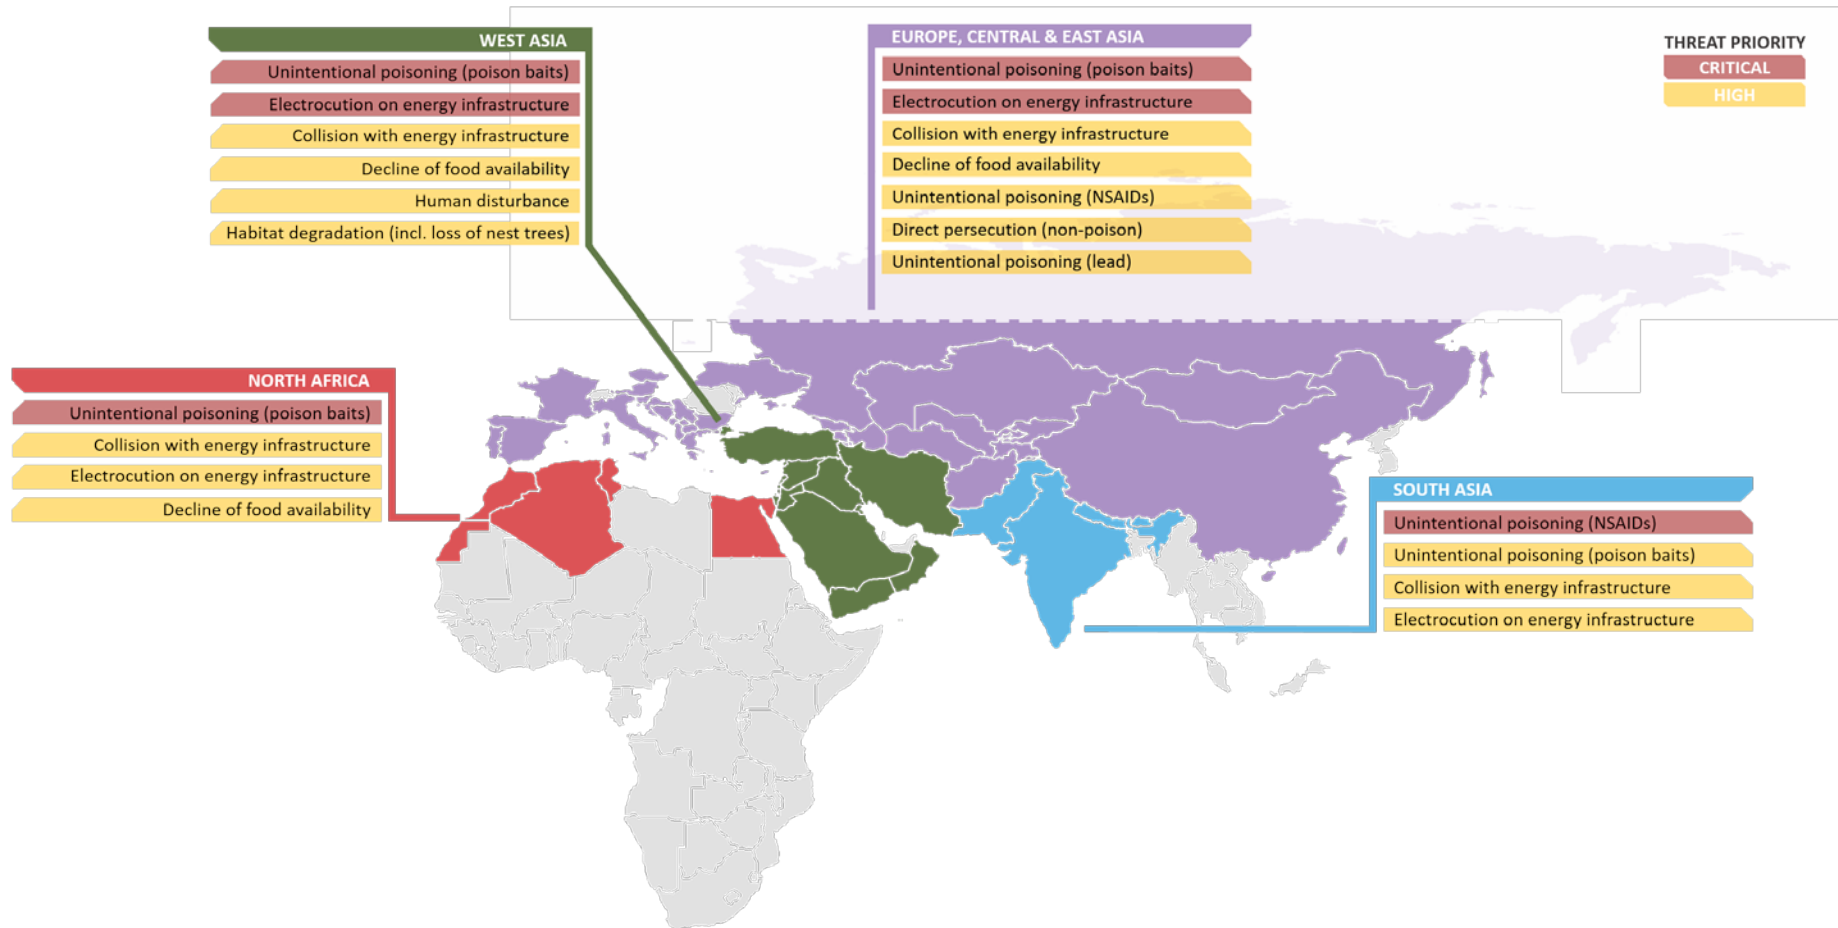 WEST ASIA
Unintentional poisoning (poison baits)
Electrocution on energy infrastructure
Collision with energy infrastructure
Decline of food availability
Human disturbance
Habitat degradation (incl. loss of nest trees)
EUROPE, CENTRAL & EAST ASIA
Unintentional poisoning (poison baits)
Electrocution on energy infrastructure
Collision with energy infrastructure
Decline of food availability
Unintentional poisoning (NSAIDs)
Direct persecution (non-poison)
Unintentional poisoning (lead)
THREAT PRIORITY
CRITICAL
HIGH
NORTH AFRICA
Unintentional poisoning (poison baits)
Collision with energy infrastructure
Electrocution on energy infrastructure
Decline of food availability
SOUTH ASIA
Unintentional poisoning (NSAIDs)
Unintentional poisoning (poison baits)
Collision with energy infrastructure
Electrocution on energy infrastructure